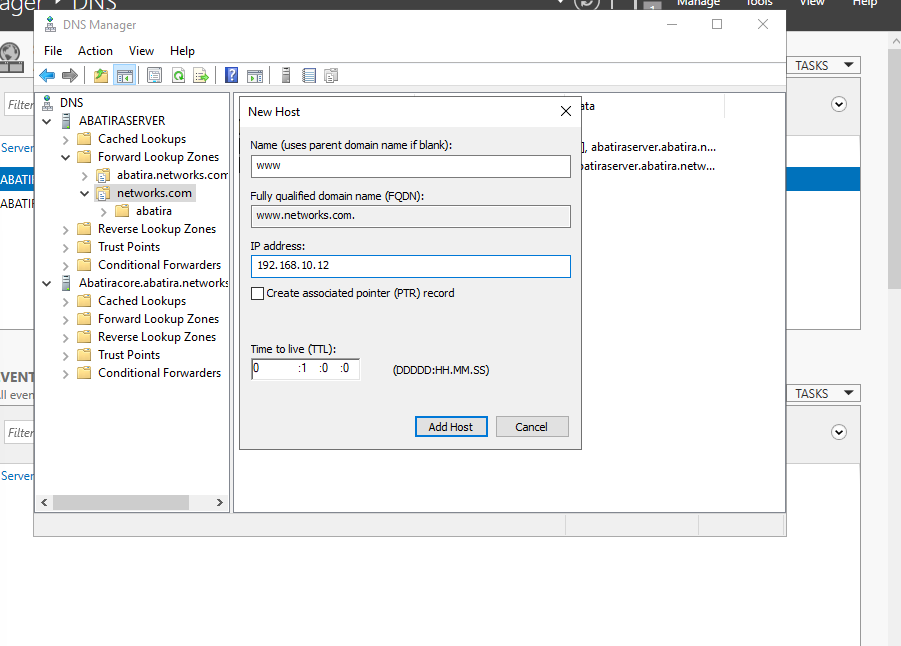 DNS
Manage
Tools
View
Help
DNS Manager
File Action View Help
TASKS
Filter
DNS
ABATIRASERVER
Cached Lookups
Forward Lookup Zones
abatira.networks.com
networks.com
abatira
Reverse Lookup Zones
Trust Points
Conditional Forwarders
Abatiracore.abatira.networks
Cached Lookups
Forward Lookup Zones
Reverse Lookup Zones
Trust Points
Conditional Forwarders
New Host
Name (uses parent domain name if blank):
www
Fully qualified domain name (FQDN):
www.networks.com.
IP address:
192.168.10.12
Create associated pointer (PTR) record
Time to live (TTL):
0 :1 :0 :0 (DDDDD:HH.MM.SS)
Add Host Cancel
ata
], abatiraserver.abatira.n...
batiraserver.abatira.netw...
Server
ABATI
ABATI
VENT
ll even
TASKS
Filter
Server